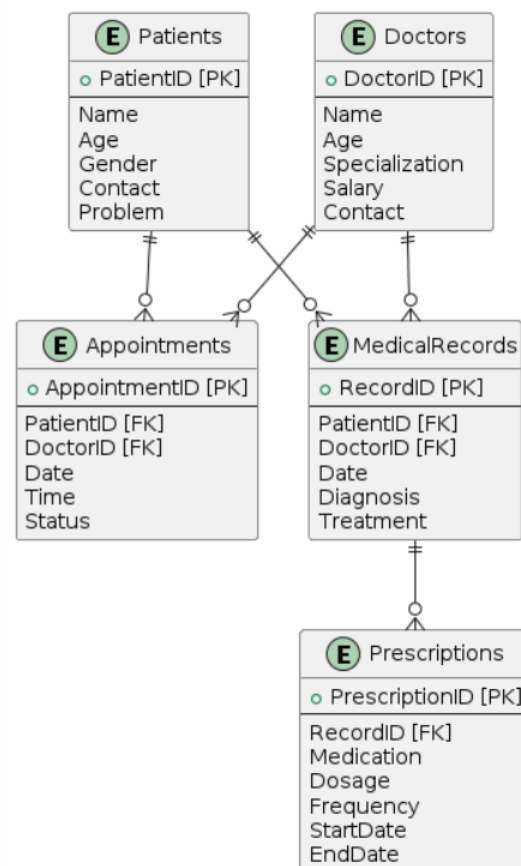 E Patients
PatientID [PK]
Name
Age
Gender
Contact
Problem
E Doctors
DoctorID [PK]
Name
Age
Specialization
Salary
Contact
E Appointments
AppointmentID [PK]
PatientID [FK]
DoctorID [FK]
Date
Time
Status
E MedicalRecords
RecordID [PK]
PatientID [FK]
DoctorID [FK]
Date
Diagnosis
Treatment
E Prescriptions
PrescriptionID [PK]
RecordID [FK]
Medication
Dosage
Frequency
StartDate
EndDate